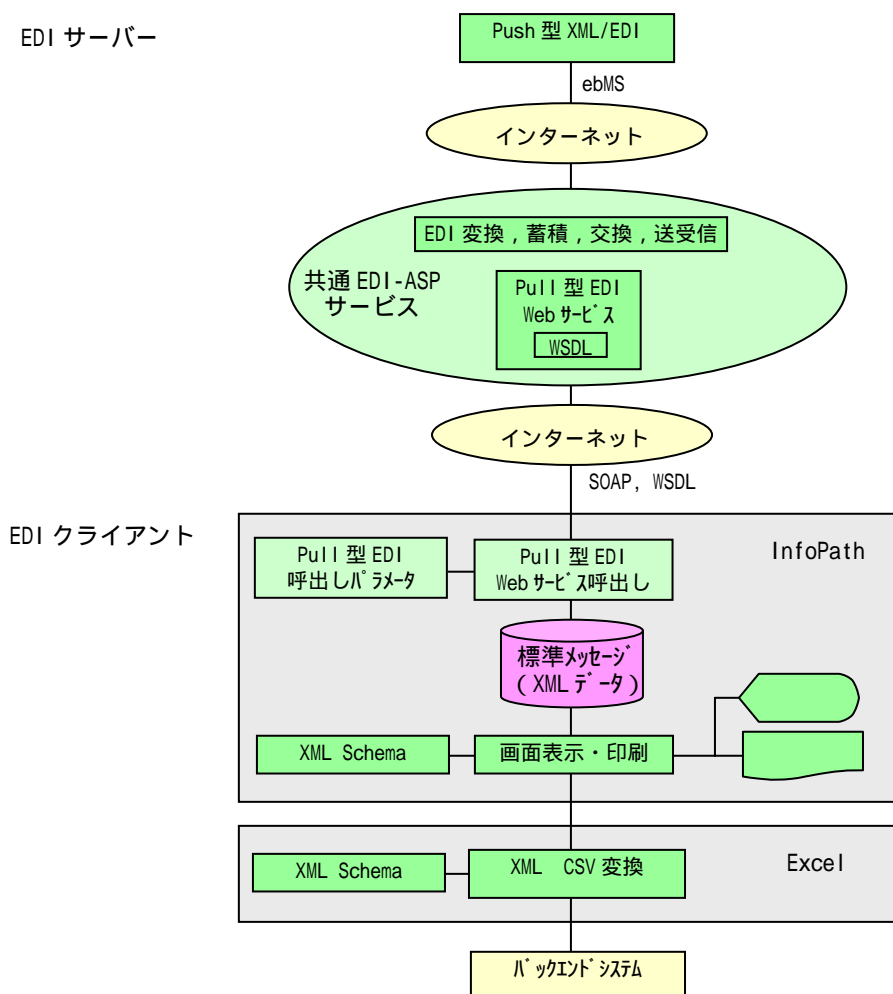 EDI サーバー
Push 型 XML/EDI
ebMS
インターネット
EDI 変換，蓄積，交換，送受信
共通 EDI-ASP
サービス
Pull 型 EDI
Web ｻｰﾋﾞｽ
WSDL
インターネット
SOAP, WSDL
EDI クライアント
InfoPath
Pull 型 EDI
呼出しﾊﾟﾗﾒｰﾀ
Pull 型 EDI
Web ｻｰﾋﾞｽ呼出し
標準ﾒｯｾｰｼﾞ
（XML ﾃﾞｰﾀ）
XML Schema
画面表示・印刷
Excel
XML Schema
XML CSV 変換
ﾊﾞｯｸｴﾝﾄﾞｼｽﾃﾑ